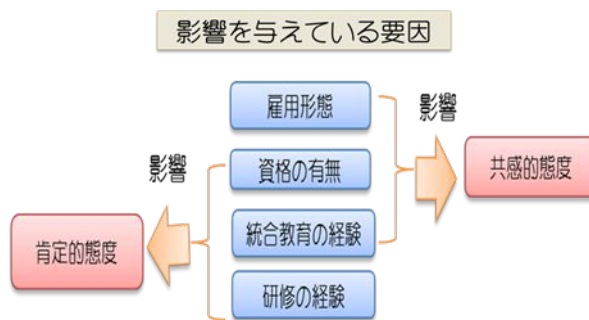 影響を与えている要因
雇用形態
影響
資格の有無
影響
共感的態度
統合教育の経験
肯定的態度
研修の経験